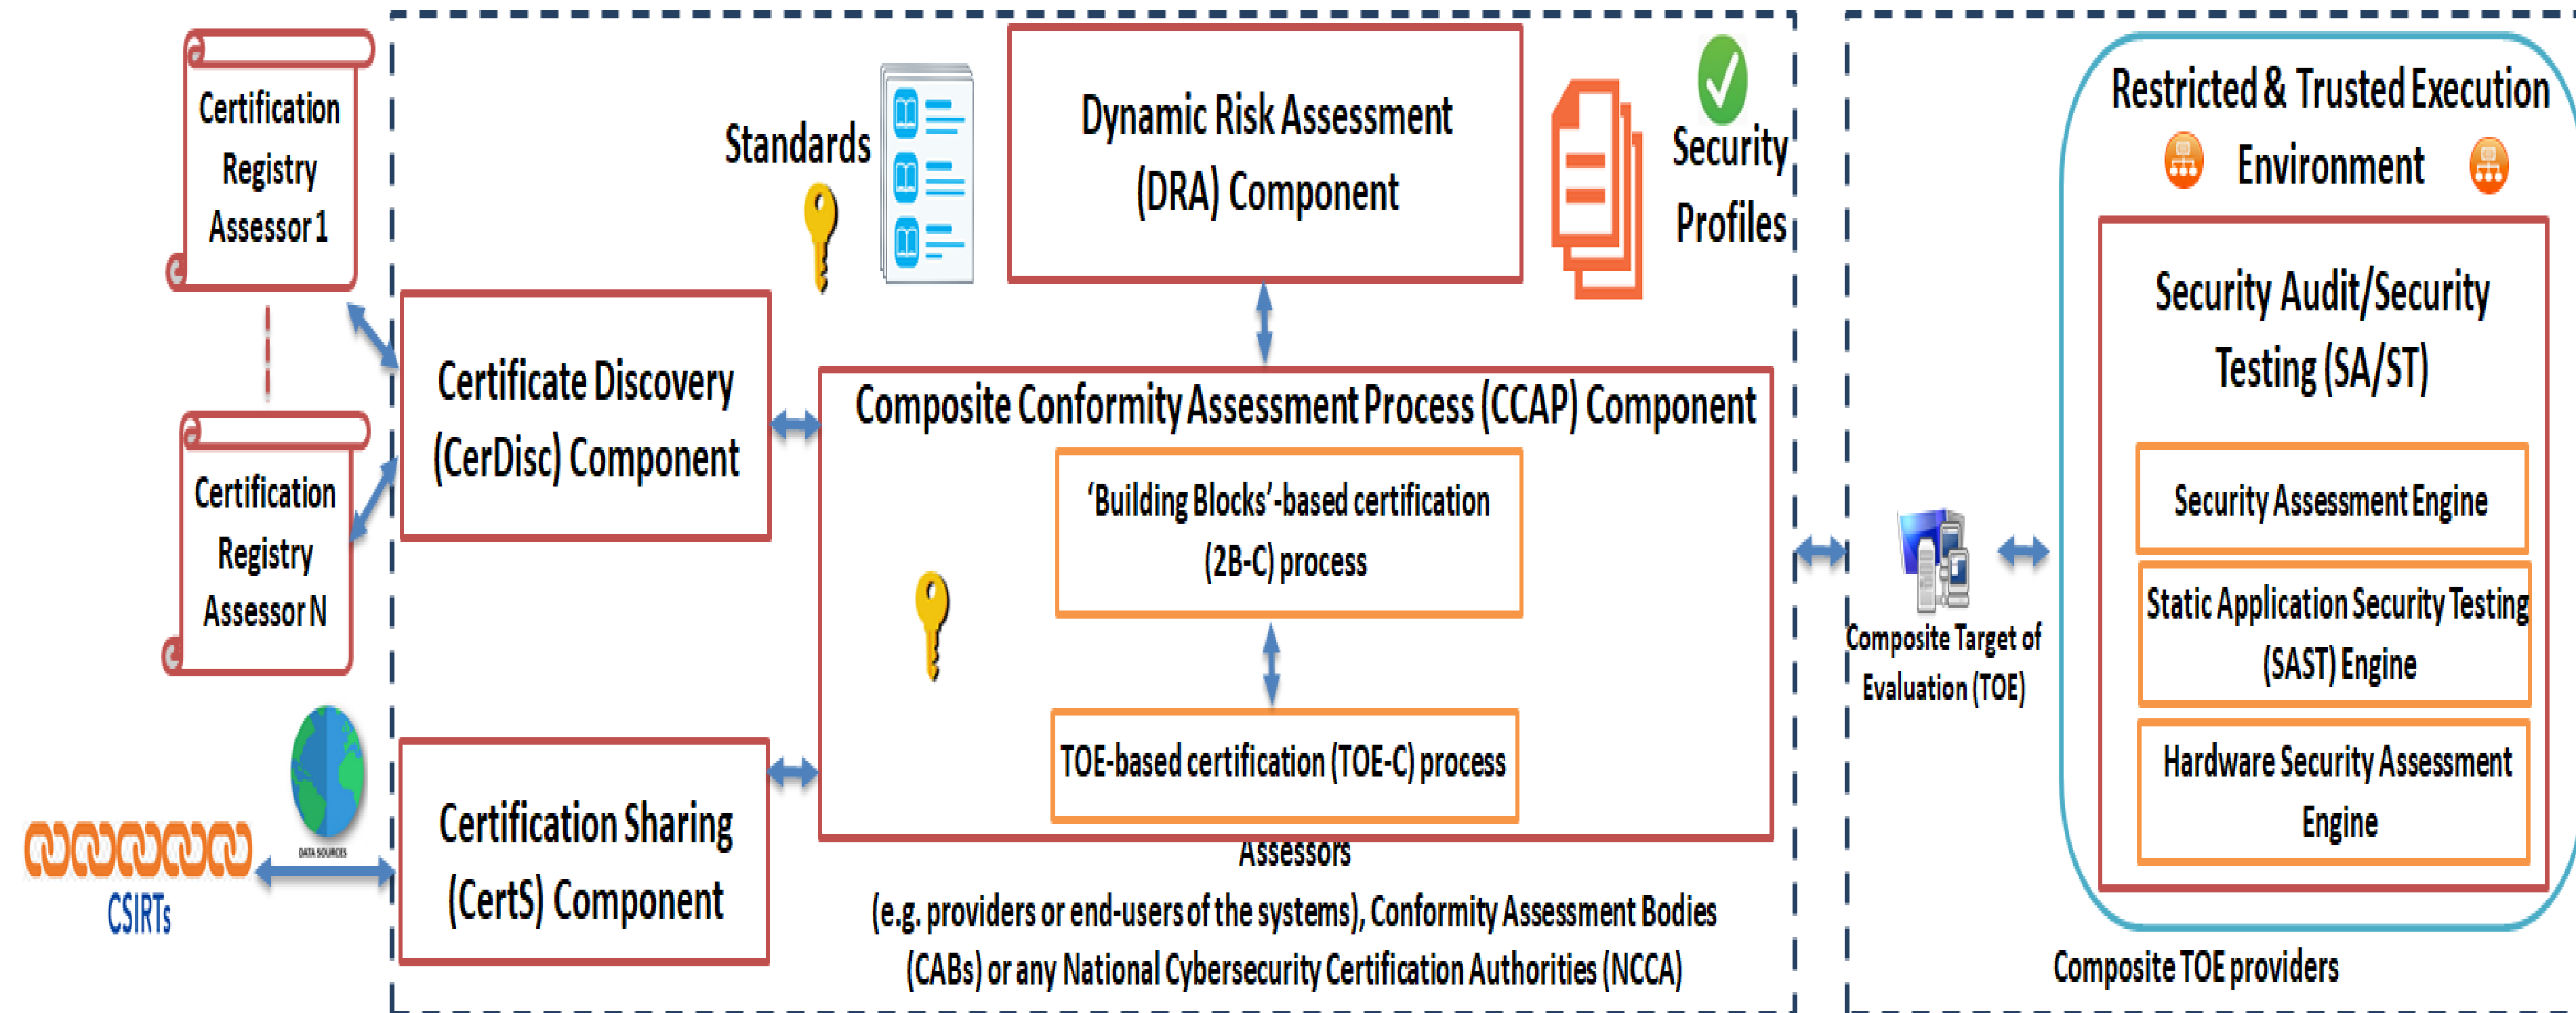 Certification
Registry
Assessor 1
Certification
Registry
Assessor N
DATA SOURCES
CSIRTs
Standards
Dynamic Risk Assessment
(DRA) Component
Security
Profiles
Certificate Discovery
(CerDisc) Component
Composite Conformity Assessment Process (CCAP) Component
‘Building Blocks’-based certification
(2B-C) process
TOE-based certification (TOE-C) process
Certification Sharing
(CertS) Component
Assessors
(e.g. providers or end-users of the systems), Conformity Assessment Bodies
(CABs) or any National Cybersecurity Certification Authorities (NCCA)
Composite Target of
Evaluation (TOE)
Restricted & Trusted Execution
Environment
Security Audit/Security
Testing (SA/ST)
Security Assessment Engine
Static Application Security Testing
(SAST) Engine
Hardware Security Assessment
Engine
Composite TOE providers